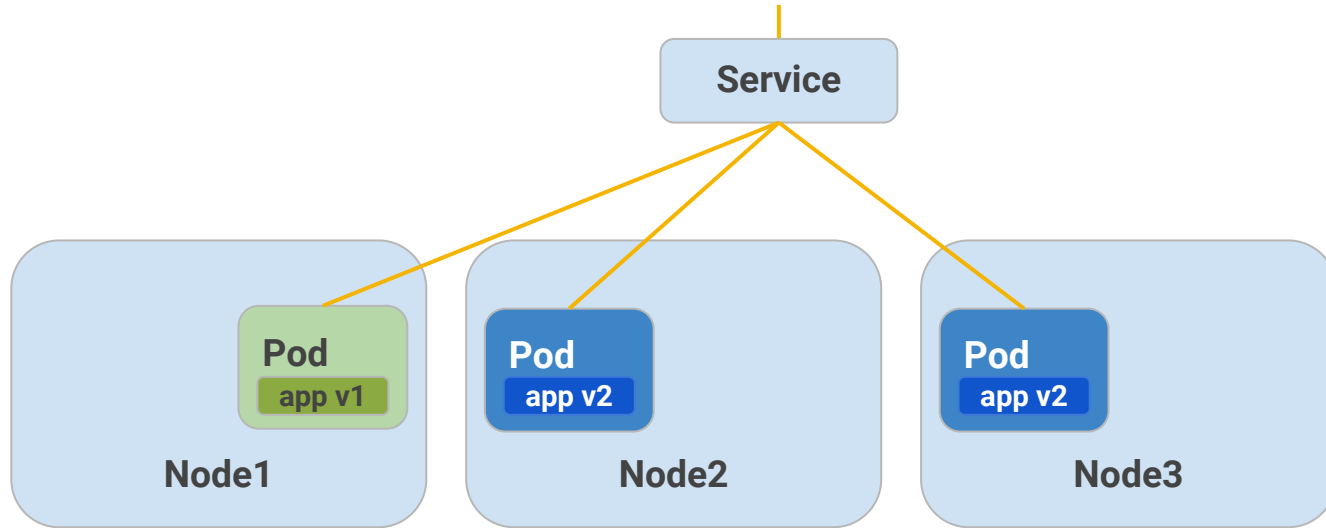 Service
Pod
app v1
Node1
Pod
app v2
Node2
Pod
app v2
Node3